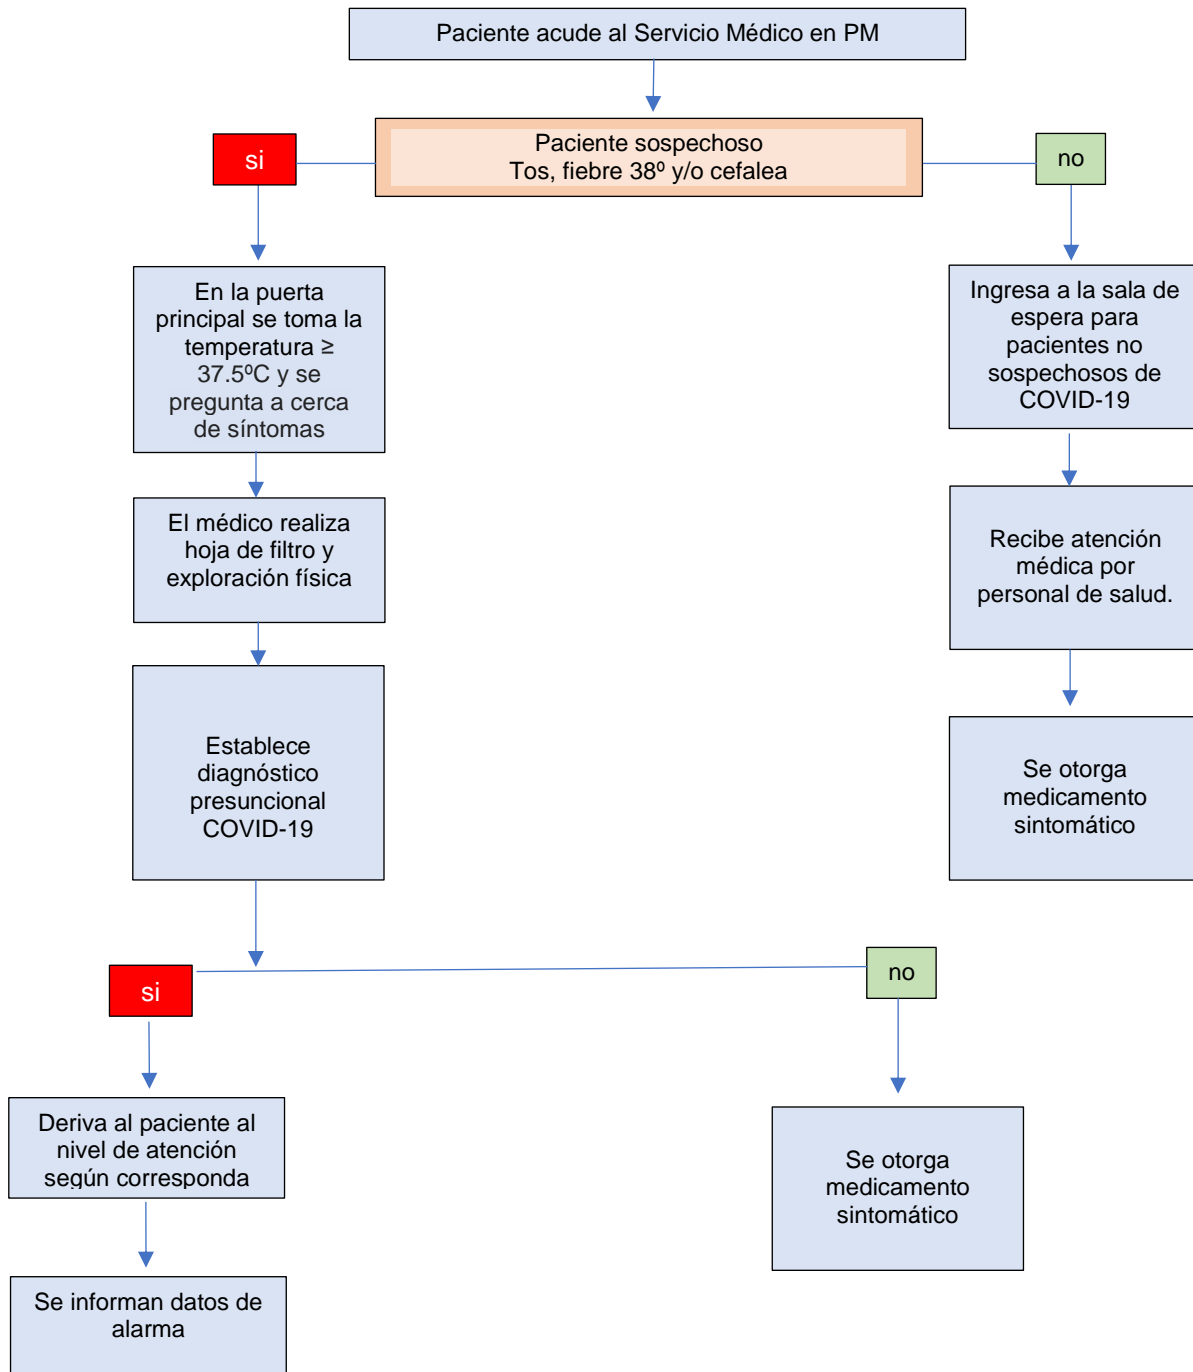 Paciente acude al Servicio Médico en PM
Paciente sospechoso
Tos, fiebre 38º y/o cefalea
si
no
En la puerta
principal se toma la
temperatura ≥
37.5ºC y se
pregunta a cerca
de síntomas
Ingresa a la sala de
espera para
pacientes no
sospechosos de
COVID-19
El médico realiza
hoja de filtro y
exploración física
Recibe atención
médica por
personal de salud.
Establece
diagnóstico
presuncional
COVID-19
Se otorga
medicamento
sintomático
si
no
Deriva al paciente al
nivel de atención
según corresponda
Se otorga
medicamento
sintomático
Se informan datos de
alarma